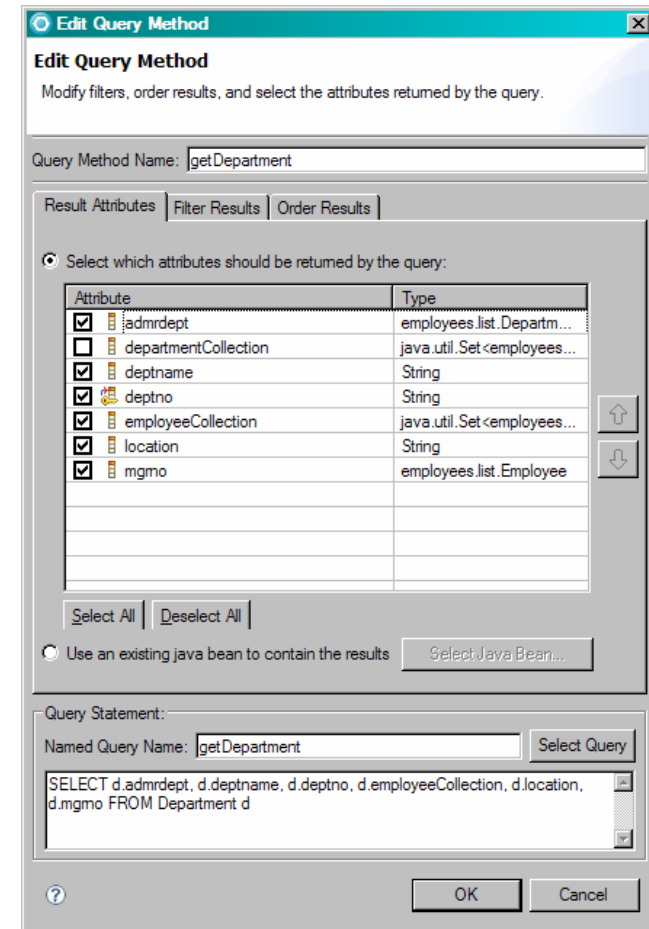 Edit Query Method
Edit Query Method
Modify filters, order results, and select the attributes returned by the query.
Query Method Name: getDepartment
Result Attributes Filter Results Order Results
Select which attributes should be returned by the query:
Attribute Type
admrdept employees.list.Departm...
departmentCollection java.util.Set<employees...
deptname String
deptno String
employeeCollection java.util.Set<employees...
location String
mgrno employees.list.Employee
Select All Deselect All
Use an existing java bean to contain the results Select Java Bean...
Query Statement:
Named Query Name: getDepartment Select Query
SELECT d.admrdept, d.deptname, d.deptno, d.employeeCollection, d.location,
d.mgrno FROM Department d
? OK Cancel